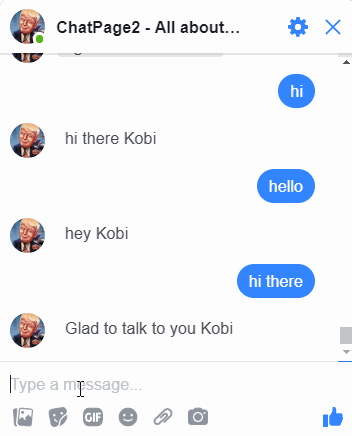 ChatPage2 - All about...
hi
hi there Kobi
hello
hey Kobi
hi there
Glad to talk to you Kobi
Type a message...
GIF